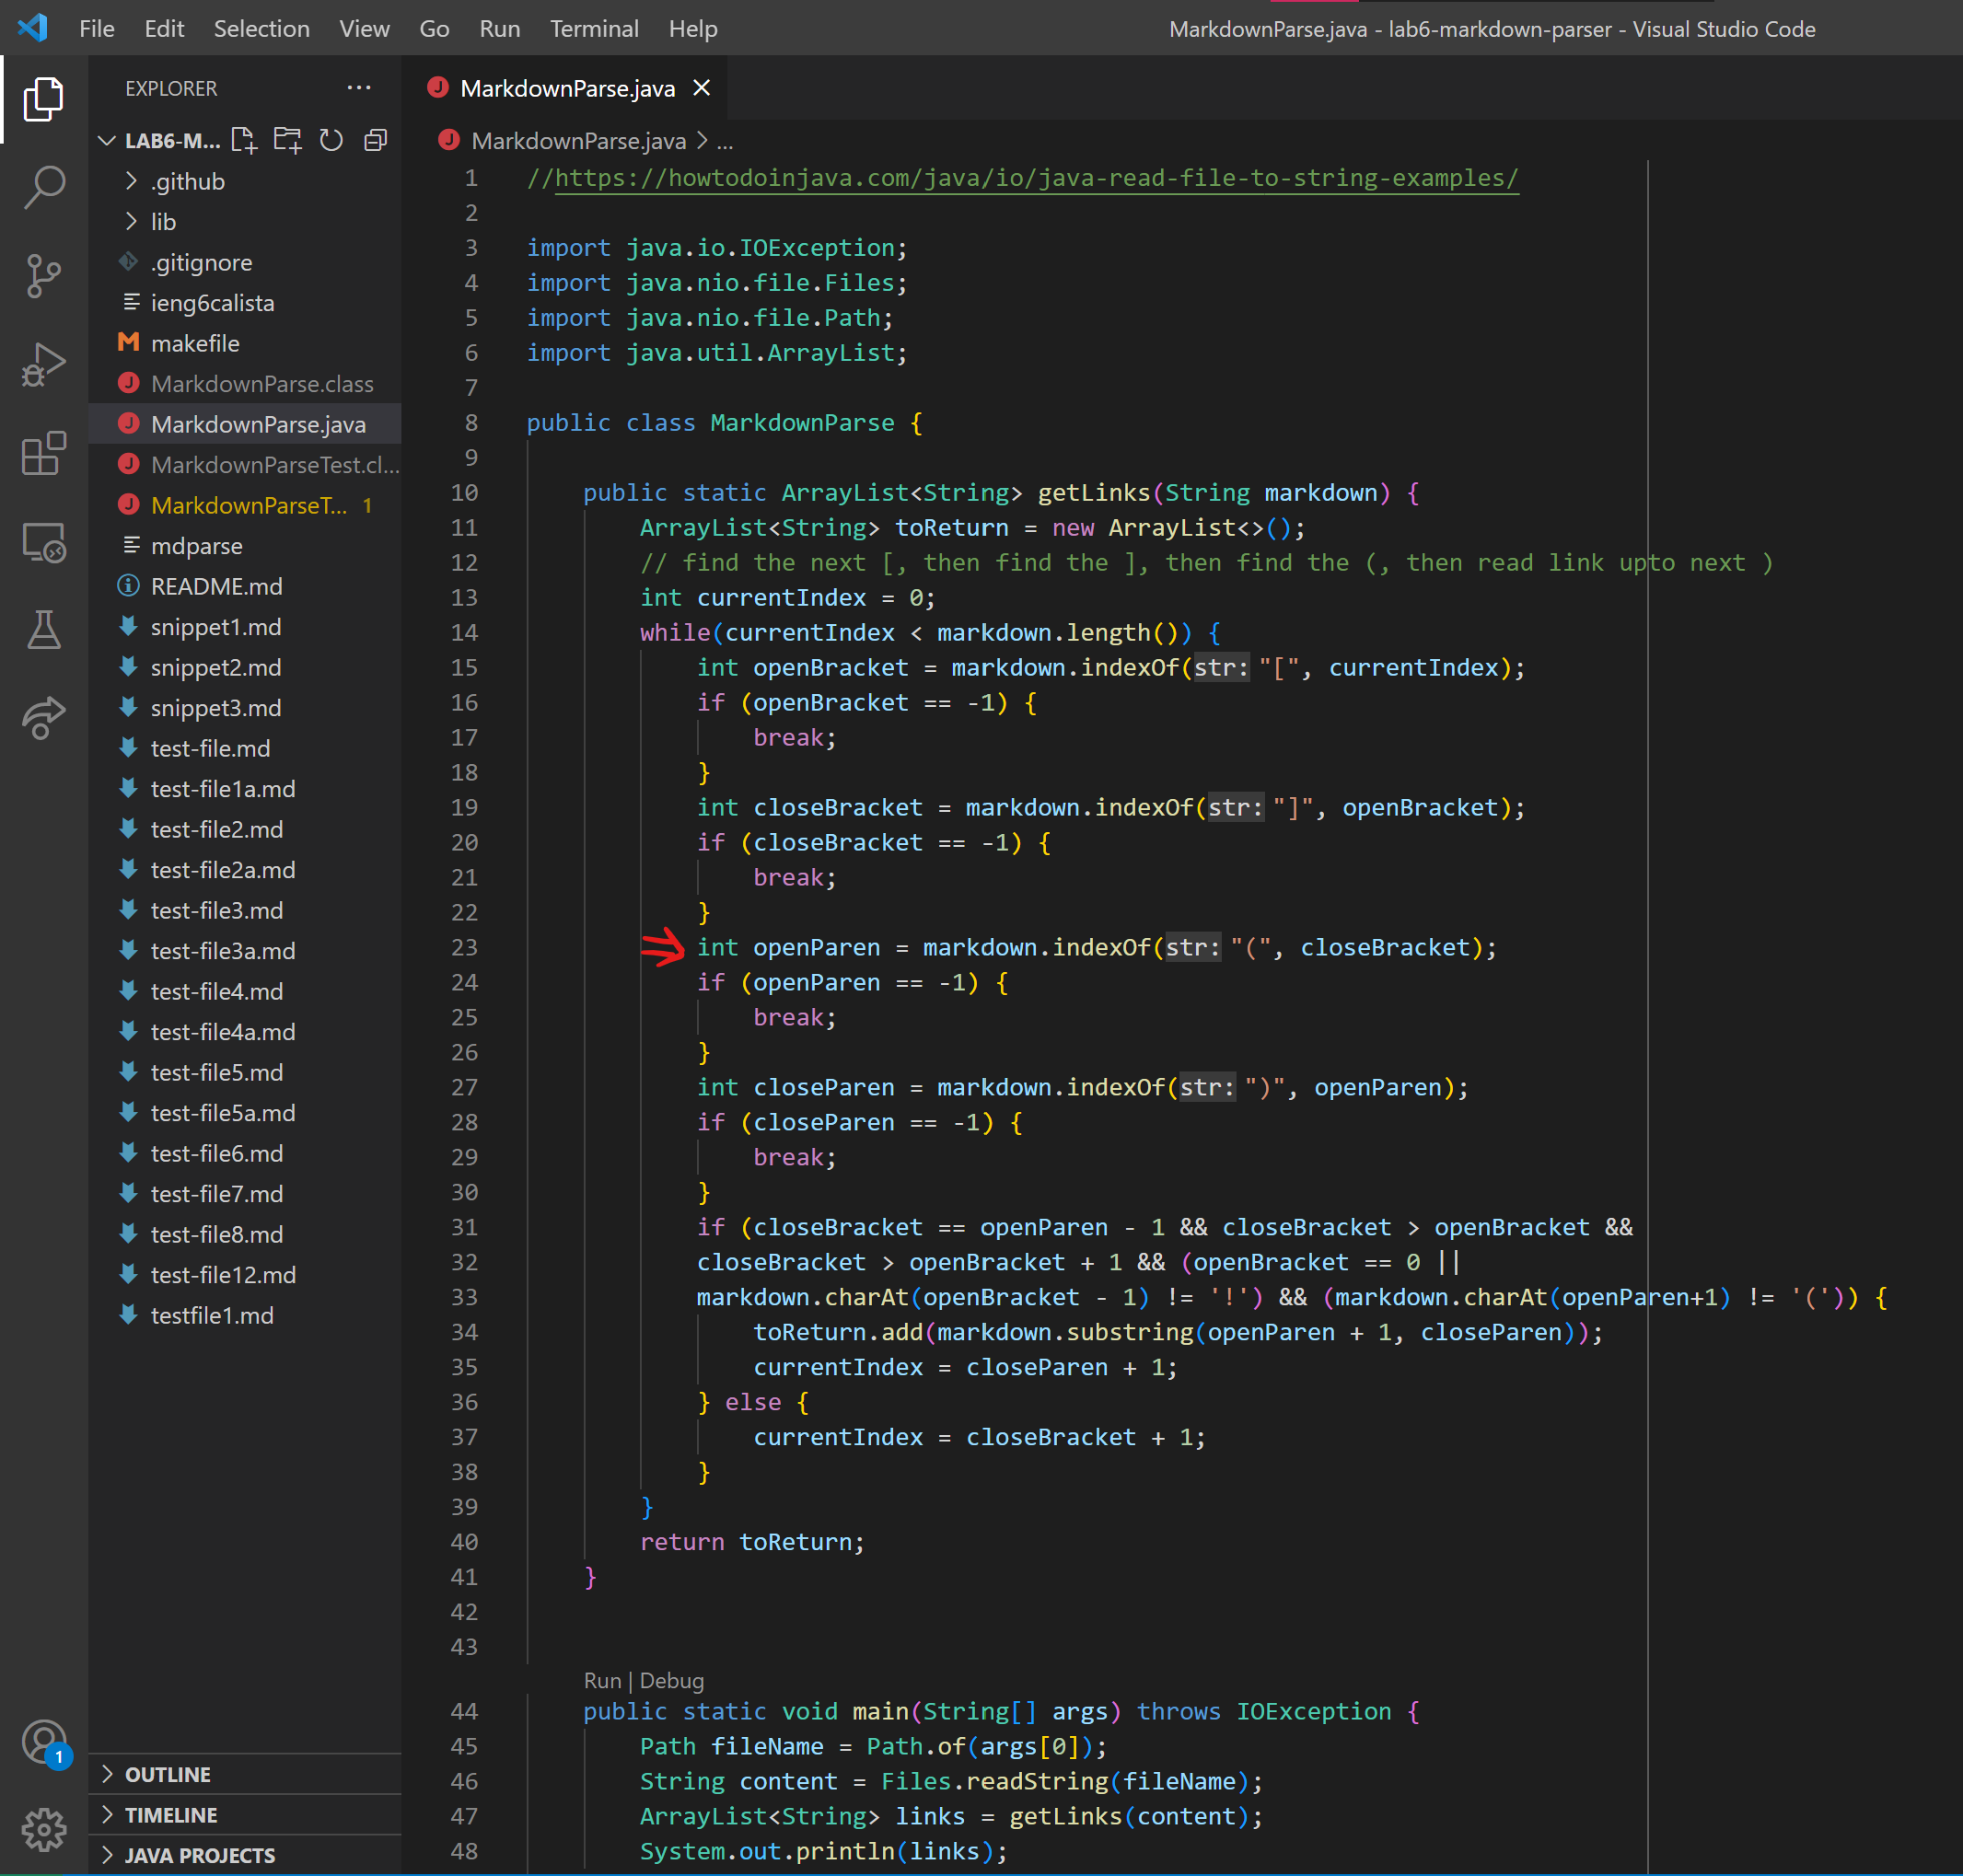 File Edit Selection View Go Run Terminal Help
MarkdownParse.java - lab6-markdown-parser - Visual Studio Code
EXPLORER ...
LAB6-M...
.github
lib
.gitignore
ieng6calista
makefile
MarkdownParse.class
MarkdownParse.java
MarkdownParseTest.cl...
MarkdownParseT... 1
mdparse
README.md
snippet1.md
snippet2.md
snippet3.md
test-file.md
test-file1a.md
test-file2.md
test-file2a.md
test-file3.md
test-file3a.md
test-file4.md
test-file4a.md
test-file5.md
test-file5a.md
test-file6.md
test-file7.md
test-file8.md
test-file12.md
testfile1.md
OUTLINE
TIMELINE
JAVA PROJECTS
1
MarkdownParse.java
MarkdownParse.java > ...
1 //https://howtodoinjava.com/java/io/java-read-file-to-string-examples/
2
3 import java.io.IOException;
4 import java.nio.file.Files;
5 import java.nio.file.Path;
6 import java.util.ArrayList;
7
8 public class MarkdownParse {
9
10 public static ArrayList<String> getLinks(String markdown) {
11 ArrayList<String> toReturn = new ArrayList<>();
12 // find the next [, then find the ], then find the (, then read link upto next )
13 int currentIndex = 0;
14 while(currentIndex < markdown.length()) {
15 int openBracket = markdown.indexOf(str: "[", currentIndex);
16 if (openBracket == -1) {
17 break;
18 }
19 int closeBracket = markdown.indexOf(str: "]", openBracket);
20 if (closeBracket == -1) {
21 break;
22 }
23 int openParen = markdown.indexOf(str: "(", closeBracket);
24 if (openParen == -1) {
25 break;
26 }
27 int closeParen = markdown.indexOf(str: ")", openParen);
28 if (closeParen == -1) {
29 break;
30 }
31 if (closeBracket == openParen - 1 && closeBracket > openBracket &&
32 closeBracket > openBracket + 1 && (openBracket == 0 ||
33 markdown.charAt(openBracket - 1) != '!') && (markdown.charAt(openParen+1) != '(')) {
34 toReturn.add(markdown.substring(openParen + 1, closeParen));
35 currentIndex = closeParen + 1;
36 } else {
37 currentIndex = closeBracket + 1;
38 }
39 }
40 return toReturn;
41 }
42
43
Run | Debug
44 public static void main(String[] args) throws IOException {
45 Path fileName = Path.of(args[0]);
46 String content = Files.readString(fileName);
47 ArrayList<String> links = getLinks(content);
48 System.out.println(links);